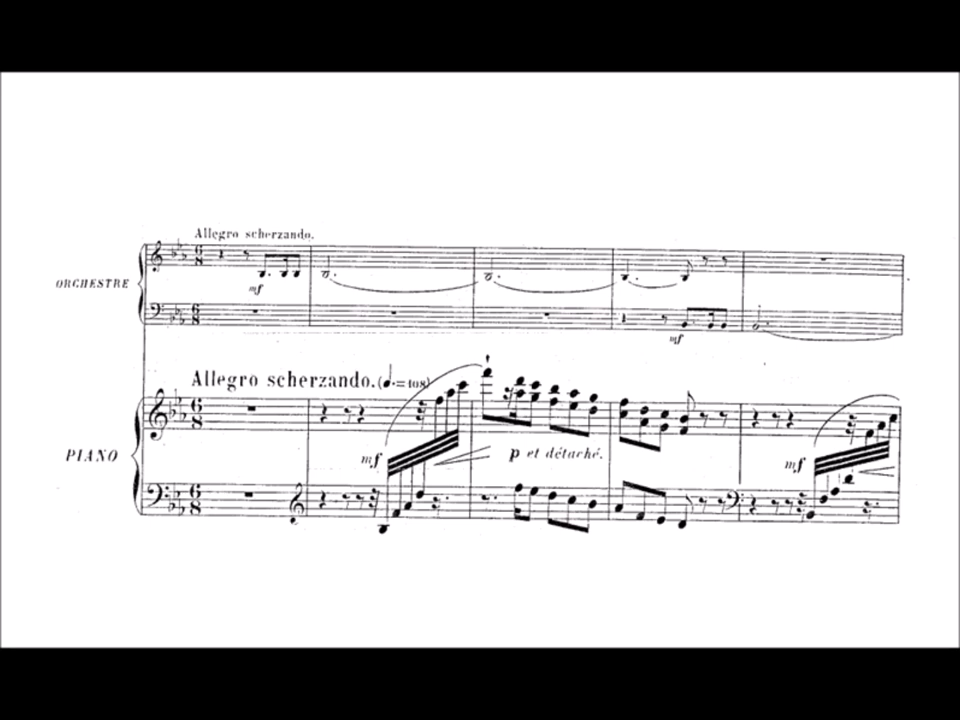 Allegro scherzando.
ORCHESTRE
mf
mf
Allegro scherzando. (♩.=108)
PIANO
mf
p et détaché.
mf